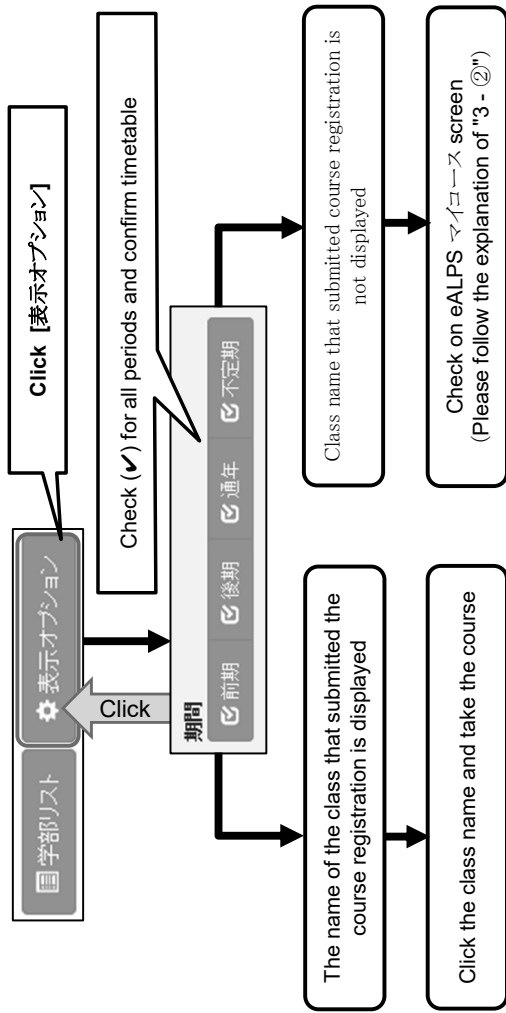 学部リスト
表示オプション
Click [表示オプション]
Click
Check (✔) for all periods and confirm timetable
期間
前期
後期
通年
不定期
The name of the class that submitted the
course registration is displayed
Click the class name and take the course
Class name that submitted course registration is
not displayed
Check on eALPS マイコース screen
(Please follow the explanation of "3 - ②")